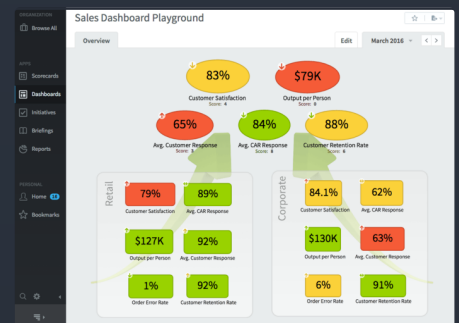 ORGANISATION
Browse All
APPS
Scorecards
Dashboards
Initiatives
Briefings
Reports
PERSONAL
Home
Bookmarks
Sales Dashboard Playground
Overview
Edit
March 2016
83%
Customer Satisfaction
Score: 4
$79K
Output per Person
Score: 0
65%
Avg. Customer Response
Score: 3
84%
Avg. CAR Response
Score: 8
88%
Customer Retention Rate
Score: 6
Retail
79%
Customer Satisfaction
89%
Avg. CAR Response
$127K
Output per Person
92%
Avg. Customer Response
1%
Order Error Rate
92%
Customer Retention Rate
Corporate
84.1%
Customer Satisfaction
62%
Avg. CAR Response
$130K
Output per Person
63%
Avg. Customer Response
6%
Order Error Rate
91%
Customer Retention Rate